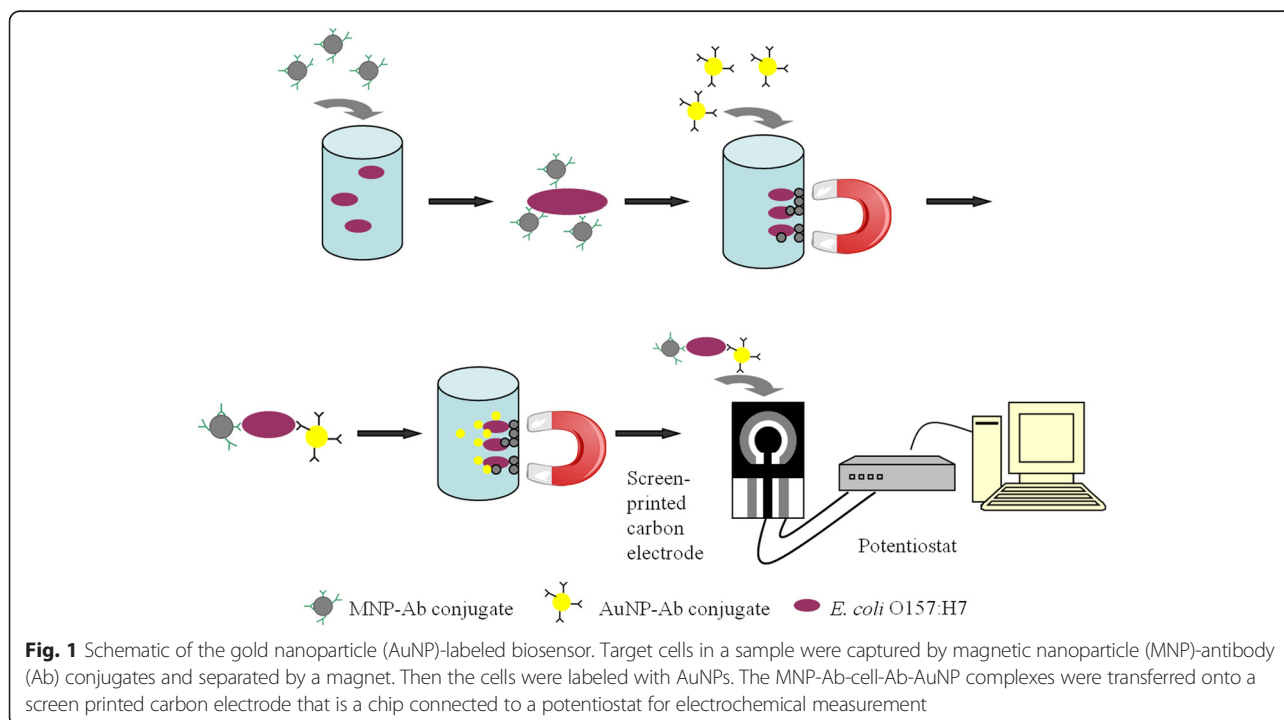 Screen-
printed
carbon
electrode
Potentiostat
MNP-Ab conjugate
AuNP-Ab conjugate
E. coli O157:H7
Fig. 1 Schematic of the gold nanoparticle (AuNP)-labeled biosensor. Target cells in a sample were captured by magnetic nanoparticle (MNP)-antibody
(Ab) conjugates and separated by a magnet. Then the cells were labeled with AuNPs. The MNP-Ab-cell-Ab-AuNP complexes were transferred onto a
screen printed carbon electrode that is a chip connected to a potentiostat for electrochemical measurement